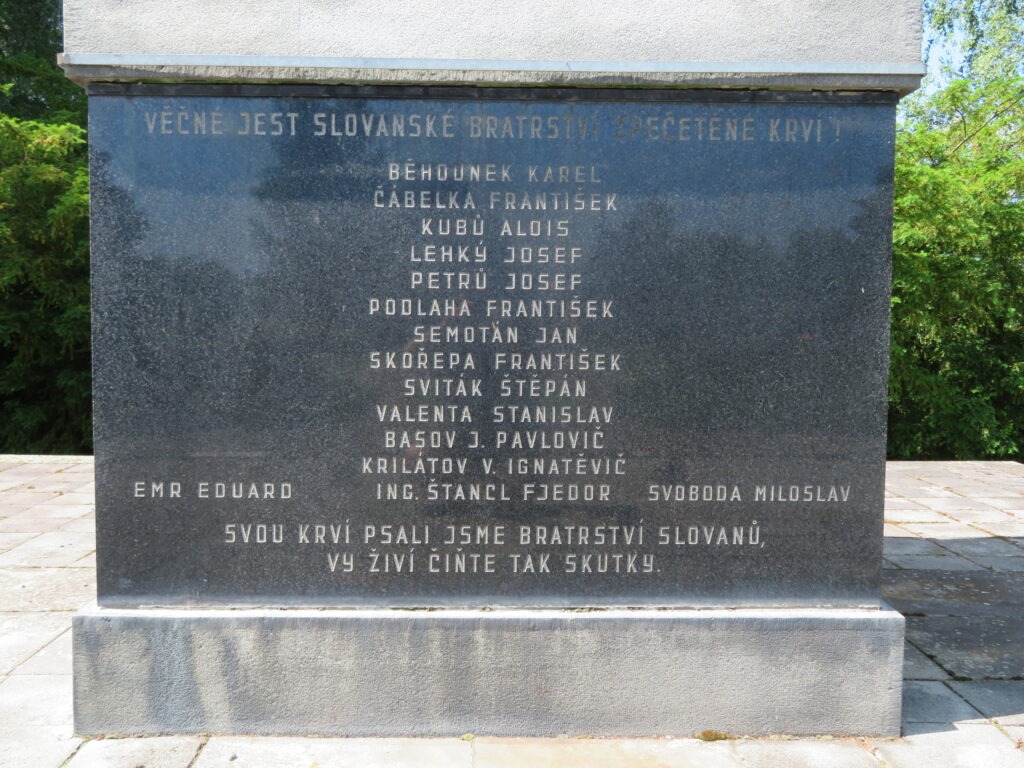 VĚČNÉ JEST SLOVANSKÉ BRATRSTVÍ ZPEČETĚNÉ KRVÍ !
BĚHOUNEK KAREL
ČÁBELKA FRANTIŠEK
KUBŮ ALOIS
LEHKÝ JOSEF
PETRŮ JOSEF
PODLAHA FRANTIŠEK
SEMOTÁN JAN
SKOŘEPA FRANTIŠEK
SVITÁK ŠTĚPÁN
VALENTA STANISLAV
BASOV J. PAVLOVIČ
KRILÁTOV V. IGNATĚVIČ
EMR EDUARD ING. ŠTANCL FJEDOR SVOBODA MILOSLAV
SVOU KRVÍ PSALI JSME BRATRSTVÍ SLOVANŮ,
VY ŽIVÍ ČIŇTE TAK SKUTKY.